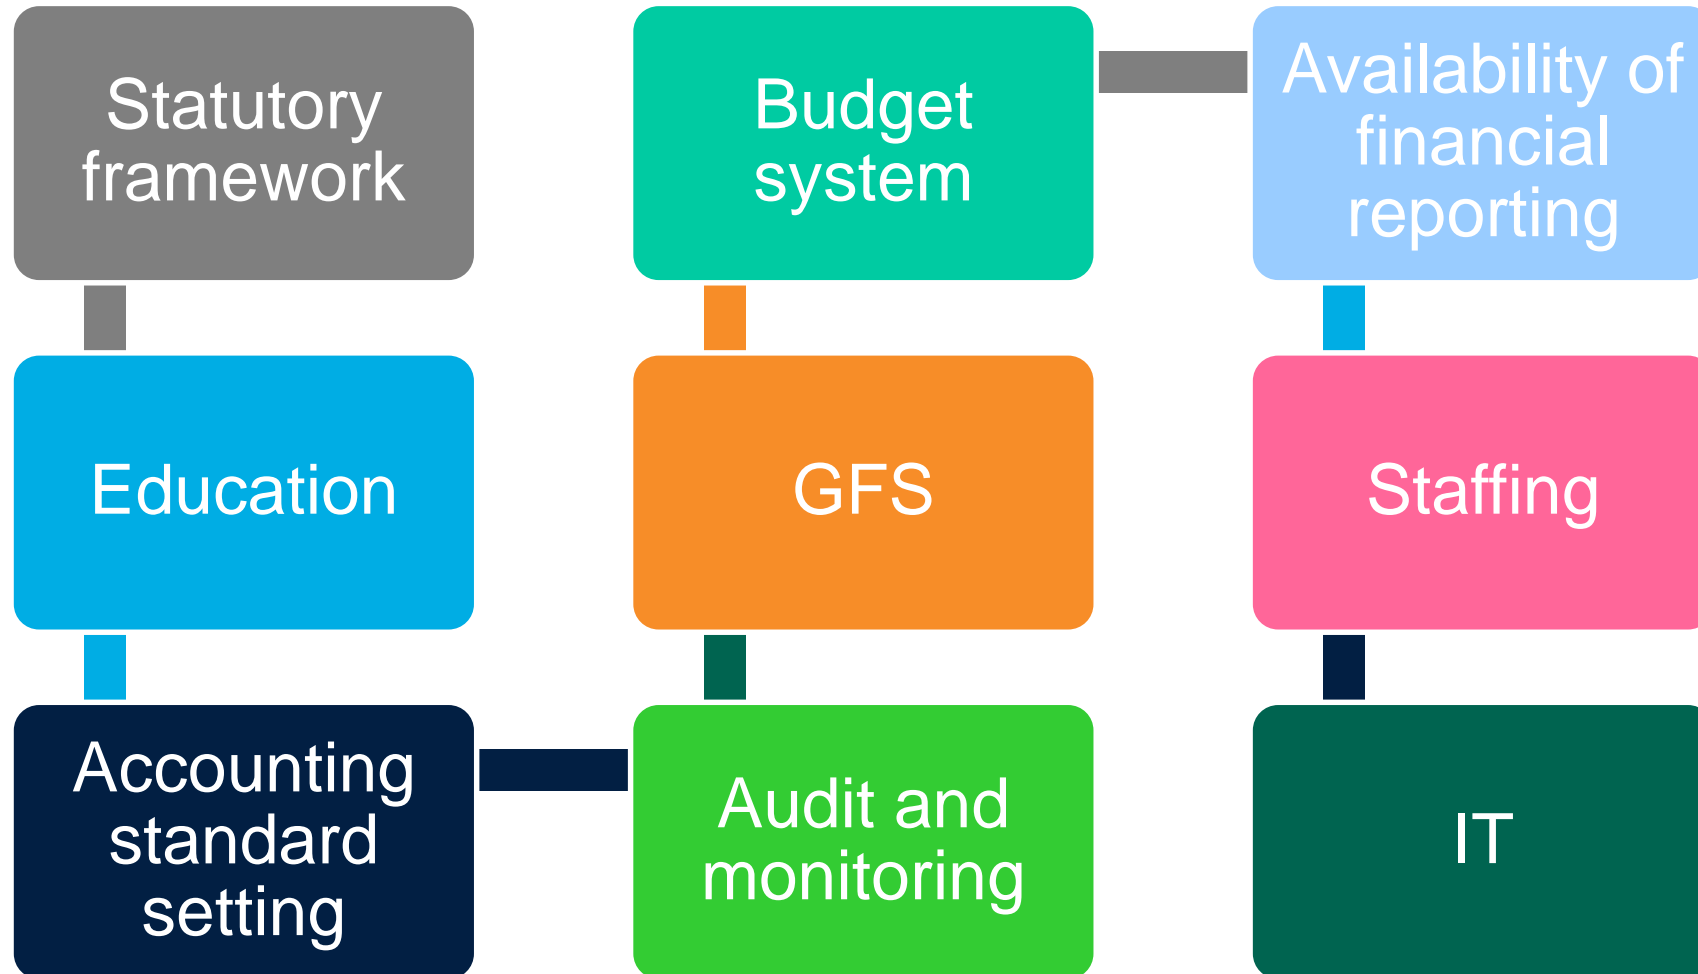 Statutory
framework
Education
Accounting
standard
setting
Audit and
monitoring
GFS
Budget
system
Availability of
financial
reporting
Staffing
IT